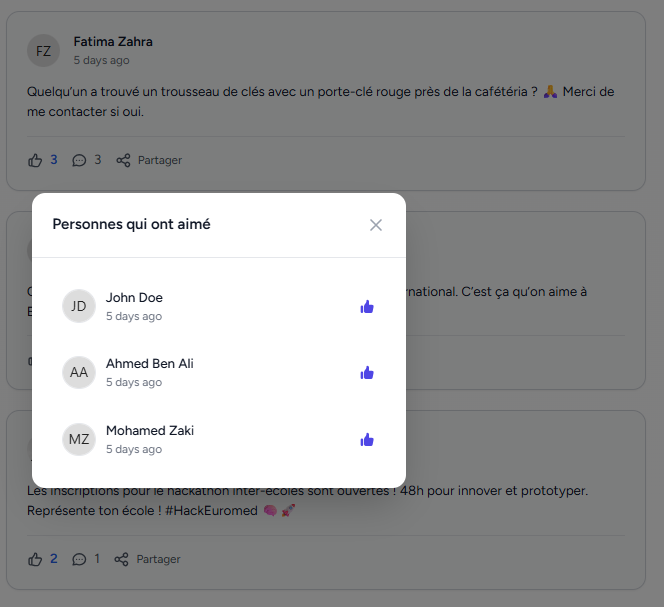 FZ
Fatima Zahra
5 days ago
Quelqu'un a trouvé un trousseau de clés avec un porte-clé rouge près de la cafétéria ? 🙏 Merci de
me contacter si oui.
3
3
Partager
Personnes qui ont aimé
JD
John Doe
5 days ago
AA
Ahmed Ben Ali
5 days ago
MZ
Mohamed Zaki
5 days ago
rnational. C'est ça qu'on aime à
Les inscriptions pour le hackathon inter-écoles sont ouvertes ! 48h pour innover et prototyper.
Représente ton école ! #HackEuromed 🧠 🚀
2
1
Partager